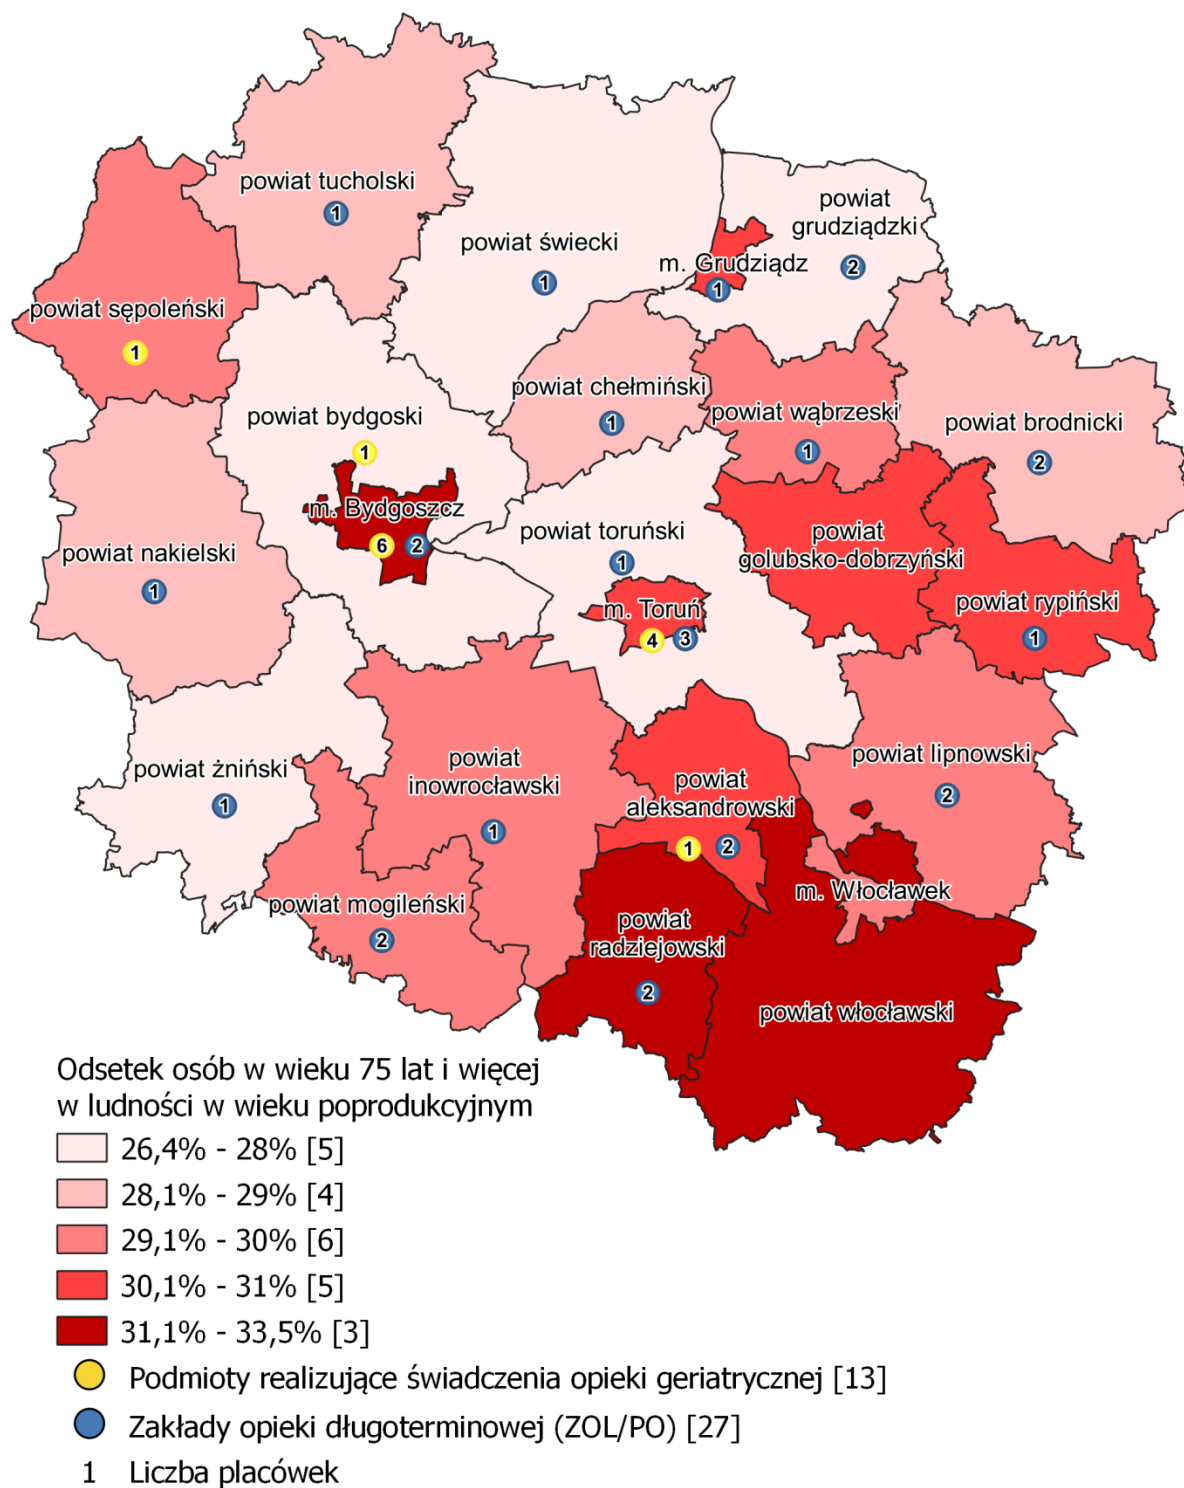 powiat tucholski
1
powiat świecki
1
powiat
grudziądzki
2
m. Grudziądz
1
powiat sępoleński
1
powiat chełmiński
1
powiat wąbrzeski
1
powiat brodnicki
2
powiat bydgoski
1
m. Bydgoszcz
6 2
powiat nakielski
1
powiat toruński
1
m. Toruń
4 3
powiat
golubsko-dobrzyński
powiat rypiński
1
powiat żniński
1
powiat
inowrocławski
1
powiat
aleksandrowski
1 2
powiat lipnowski
2
powiat mogileński
2
m. Włocławek
powiat
radziejowski
2
powiat włocławski
Odsetek osób w wieku 75 lat i więcej
w ludności w wieku poprodukcyjnym
26,4% - 28% [5]
28,1% - 29% [4]
29,1% - 30% [6]
30,1% - 31% [5]
31,1% - 33,5% [3]
Podmioty realizujące świadczenia opieki geriatrycznej [13]
Zakłady opieki długoterminowej (ZOL/PO) [27]
1 Liczba placówek